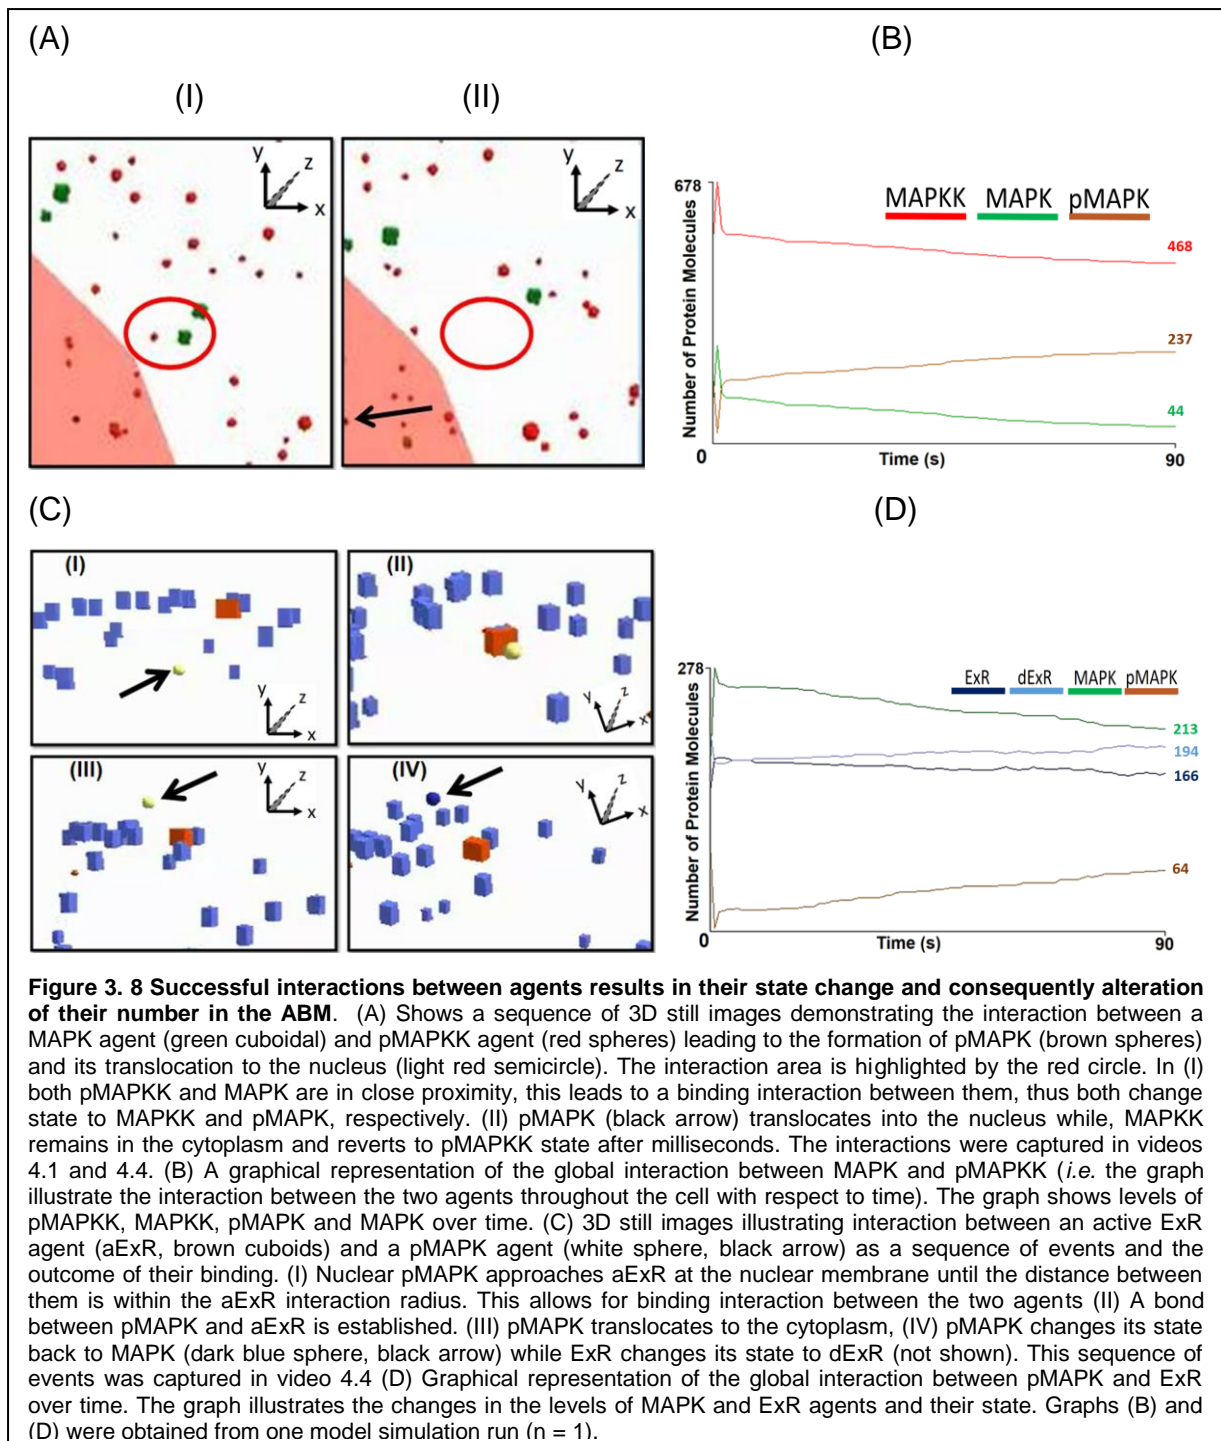 (A)
(B)
(I)
(II)
y
z
x
y
z
x
678
MAPKK MAPK pMAPK
468
237
44
Number of Protein Molecules
0
Time (s)
90
(C)
(D)
(I)
y
z
x
(II)
y
z
x
(III)
y
z
x
(IV)
y
z
x
278
ExR dExR MAPK pMAPK
213
194
166
64
Number of Protein Molecules
0
Time (s)
90
Figure 3. 8 Successful interactions between agents results in their state change and consequently alteration
of their number in the ABM. (A) Shows a sequence of 3D still images demonstrating the interaction between a
MAPK agent (green cuboidal) and pMAPKK agent (red spheres) leading to the formation of pMAPK (brown spheres)
and its translocation to the nucleus (light red semicircle). The interaction area is highlighted by the red circle. In (I)
both pMAPKK and MAPK are in close proximity, this leads to a binding interaction between them, thus both change
state to MAPKK and pMAPK, respectively. (II) pMAPK (black arrow) translocates into the nucleus while, MAPKK
remains in the cytoplasm and reverts to pMAPKK state after milliseconds. The interactions were captured in videos
4.1 and 4.4. (B) A graphical representation of the global interaction between MAPK and pMAPKK (i.e. the graph
illustrate the interaction between the two agents throughout the cell with respect to time). The graph shows levels of
pMAPKK, MAPKK, pMAPK and MAPK over time. (C) 3D still images illustrating interaction between an active ExR
agent (aExR, brown cuboids) and a pMAPK agent (white sphere, black arrow) as a sequence of events and the
outcome of their binding. (I) Nuclear pMAPK approaches aExR at the nuclear membrane until the distance between
them is within the aExR interaction radius. This allows for binding interaction between the two agents (II) A bond
between pMAPK and aExR is established. (III) pMAPK translocates to the cytoplasm, (IV) pMAPK changes its state
back to MAPK (dark blue sphere, black arrow) while ExR changes its state to dExR (not shown). This sequence of
events was captured in video 4.4 (D) Graphical representation of the global interaction between pMAPK and ExR
over time. The graph illustrates the changes in the levels of MAPK and ExR agents and their state. Graphs (B) and
(D) were obtained from one model simulation run (n = 1).